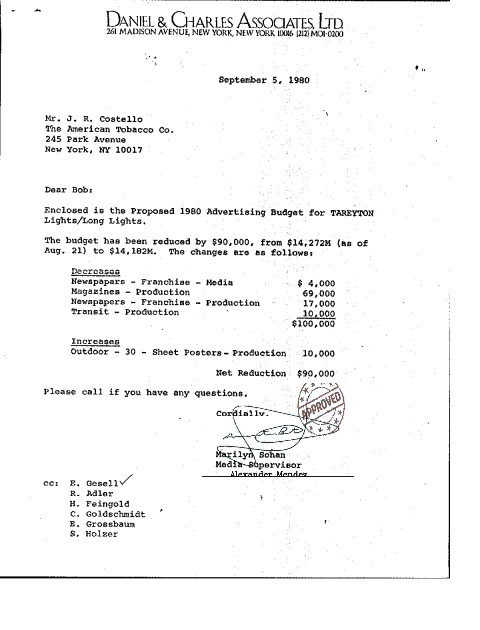 DANIEL & CHARLES ASSOCIATES, LTD.
261 MADISON AVENUE, NEW YORK, NEW YORK 10016 (212) MO1-0200
September 5, 1980
Mr. J. R. Costello
The American Tobacco Co.
245 Park Avenue
New York, NY 10017
Dear Bob:
Enclosed is the Proposed 1980 Advertising Budget for TAREYTON
Lights/Long Lights.
The budget has been reduced by $90,000, from $14,272M (as of
Aug. 21) to $14,182M. The changes are as follows:
Decreases
Newspapers - Franchise - Media $ 4,000
Magazines - Production 69,000
Newspapers - Franchise - Production 17,000
Transit - Production 10,000
$100,000
Increases
Outdoor - 30 - Sheet Posters - Production 10,000
Net Reduction $90,000
Please call if you have any questions.
APPROVED
Cordially,
Marilyn Sohan
Media Supervisor
Alexander Mendez
cc: E. Gesell
R. Adler
H. Feingold
C. Goldschmidt
B. Grossbaum
S. Holzer